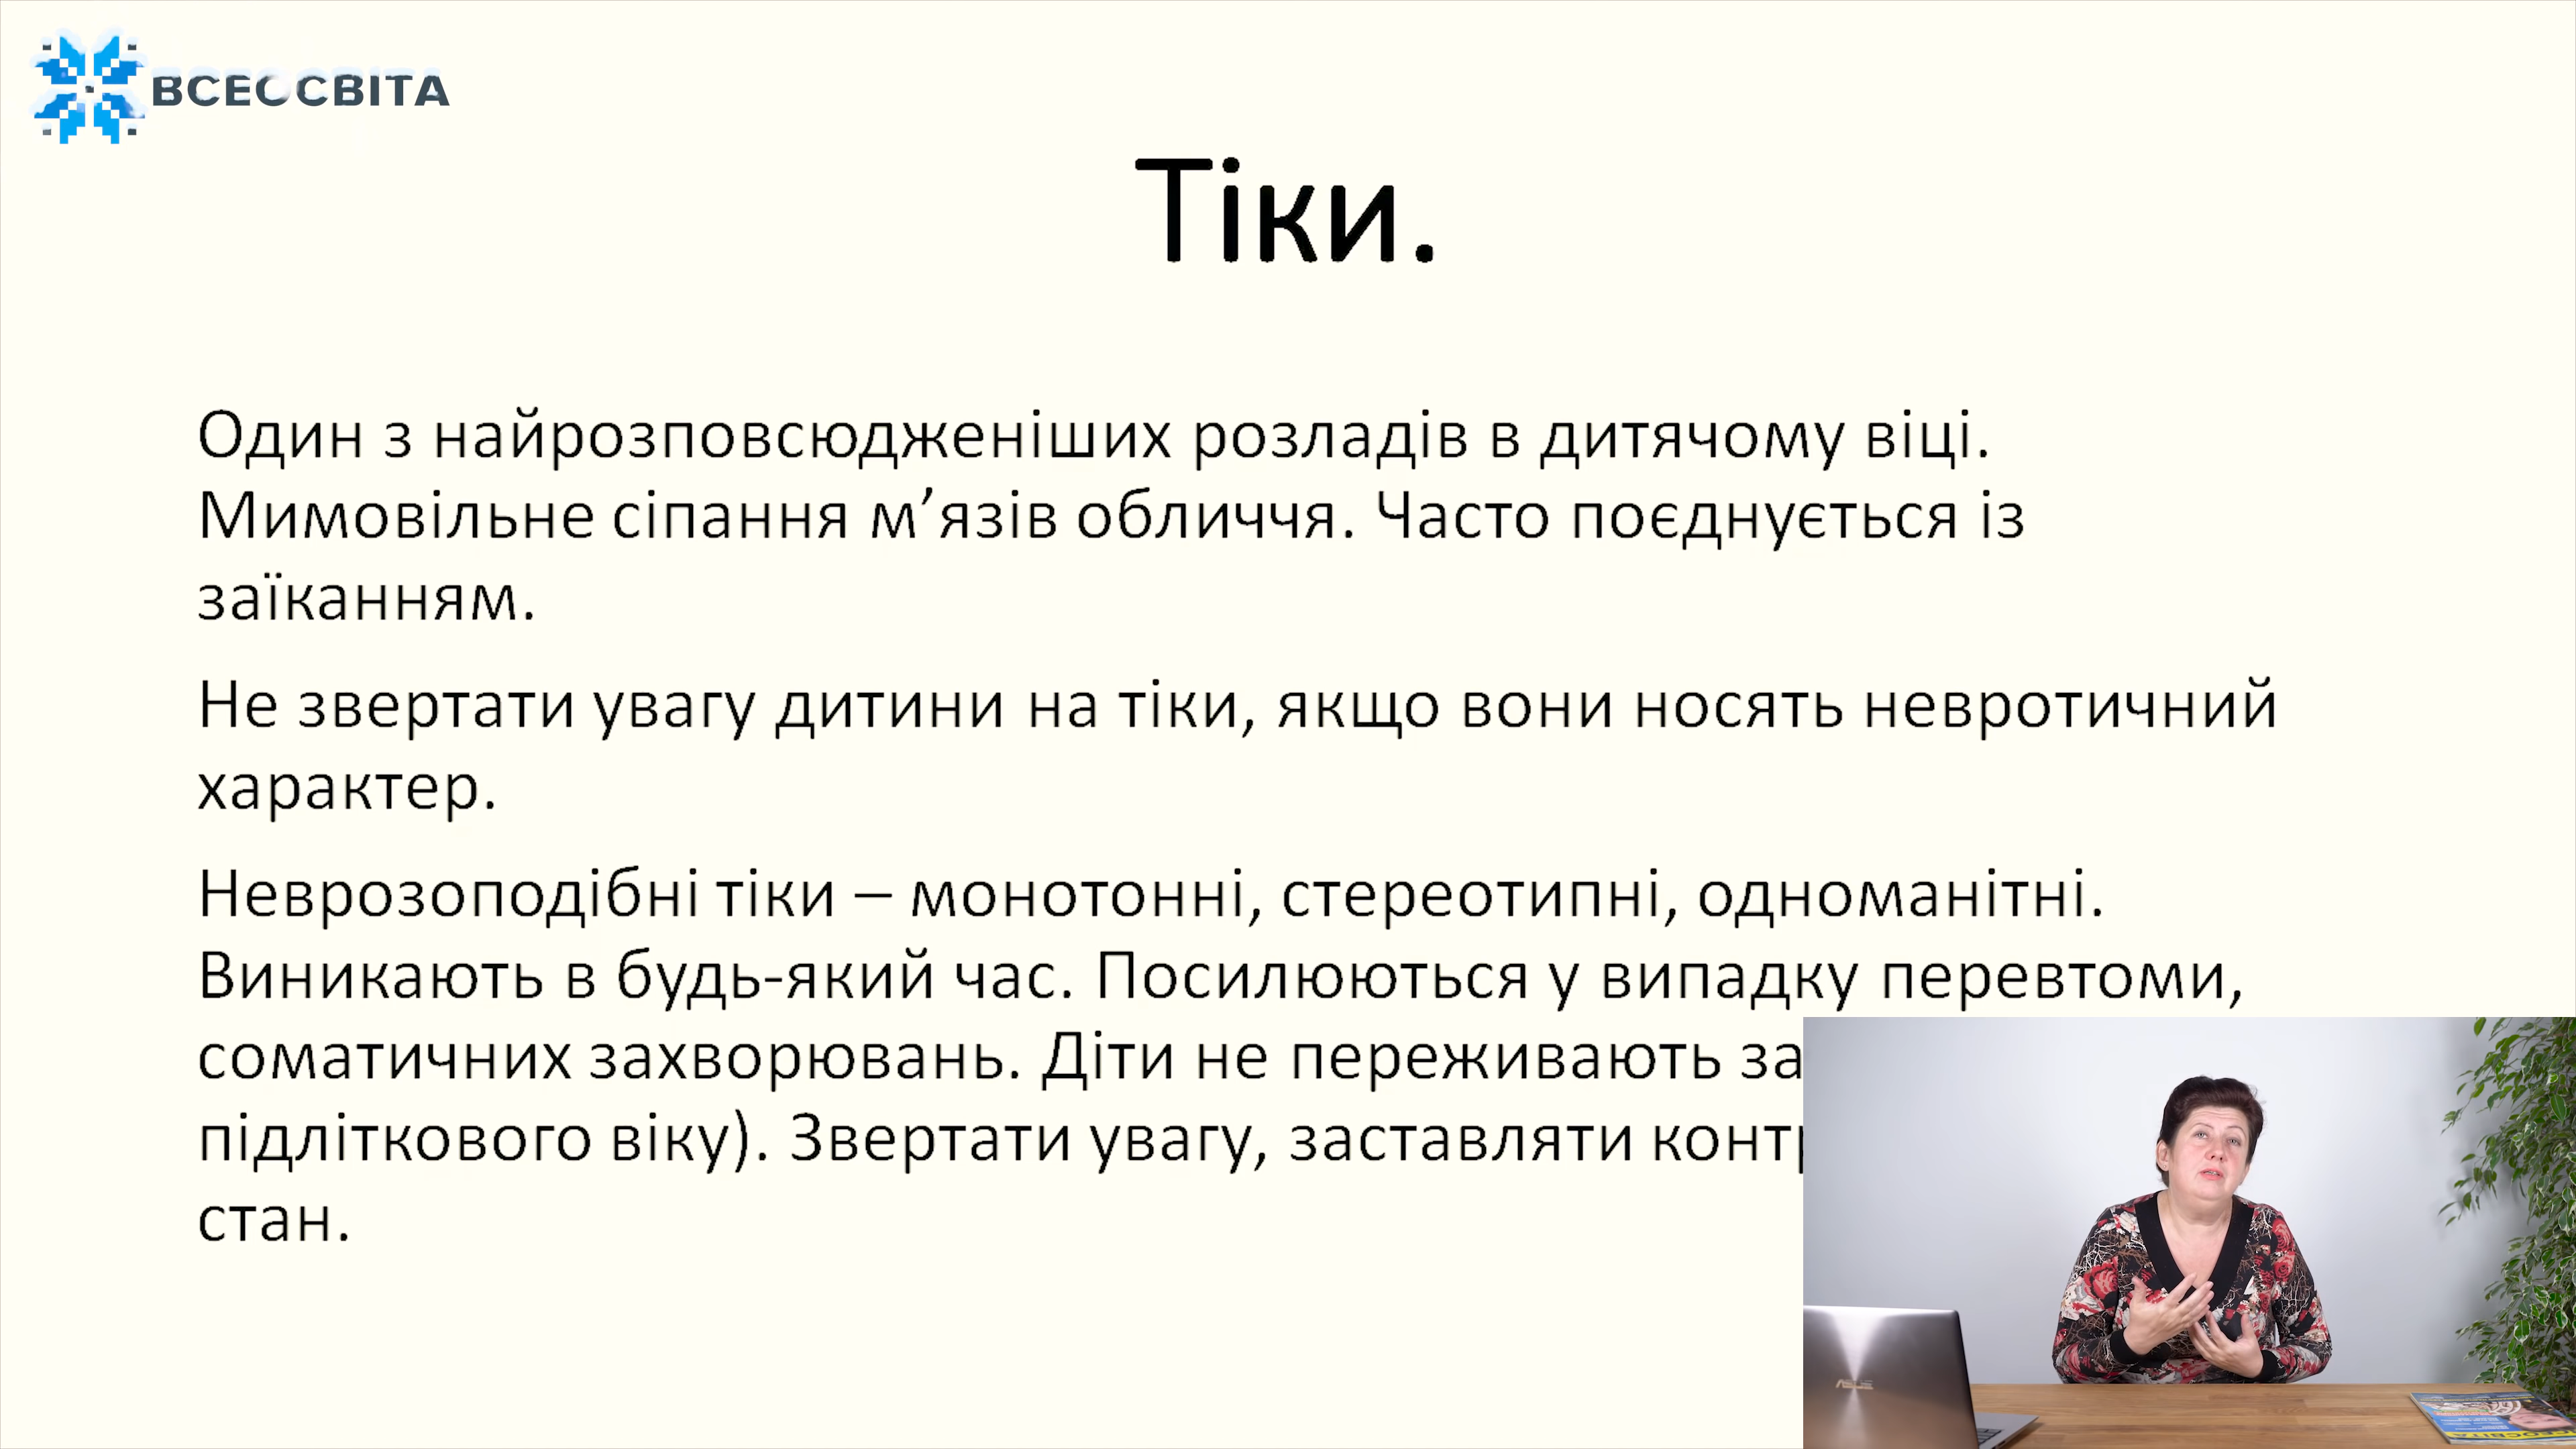 ВСЕОСВІТА
Тіки.
Один з найрозповсюдженіших розладів в дитячому віці.
Мимовільне сіпання м’язів обличчя. Часто поєднується із
заїканням.
Не звертати увагу дитини на тіки, якщо вони носять невротичний
характер.
Неврозоподібні тіки – монотонні, стереотипні, одноманітні.
Виникають в будь-який час. Посилюються у випадку перевтоми,
соматичних захворювань. Діти не переживають за
підліткового віку). Звертати увагу, заставляти
стан.
ASUS